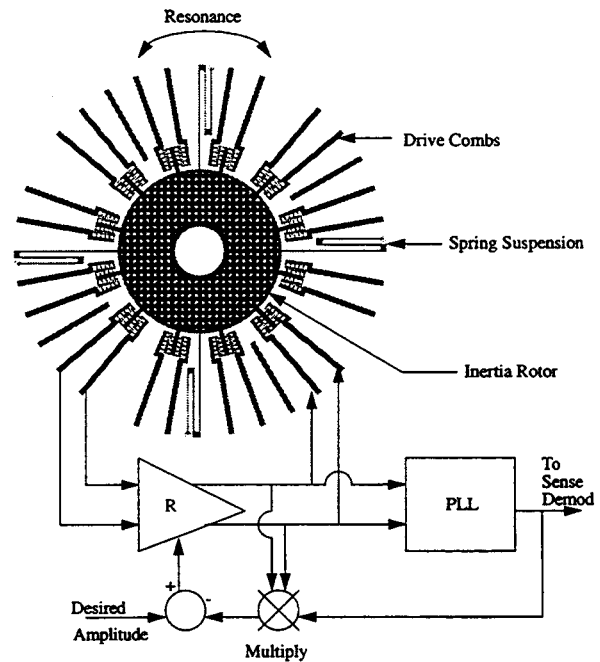 Resonance
Drive Combs
Spring Suspension
Inertia Rotor
R
PLL
To
Sense
Demod
+
-
Desired
Amplitude
Multiply